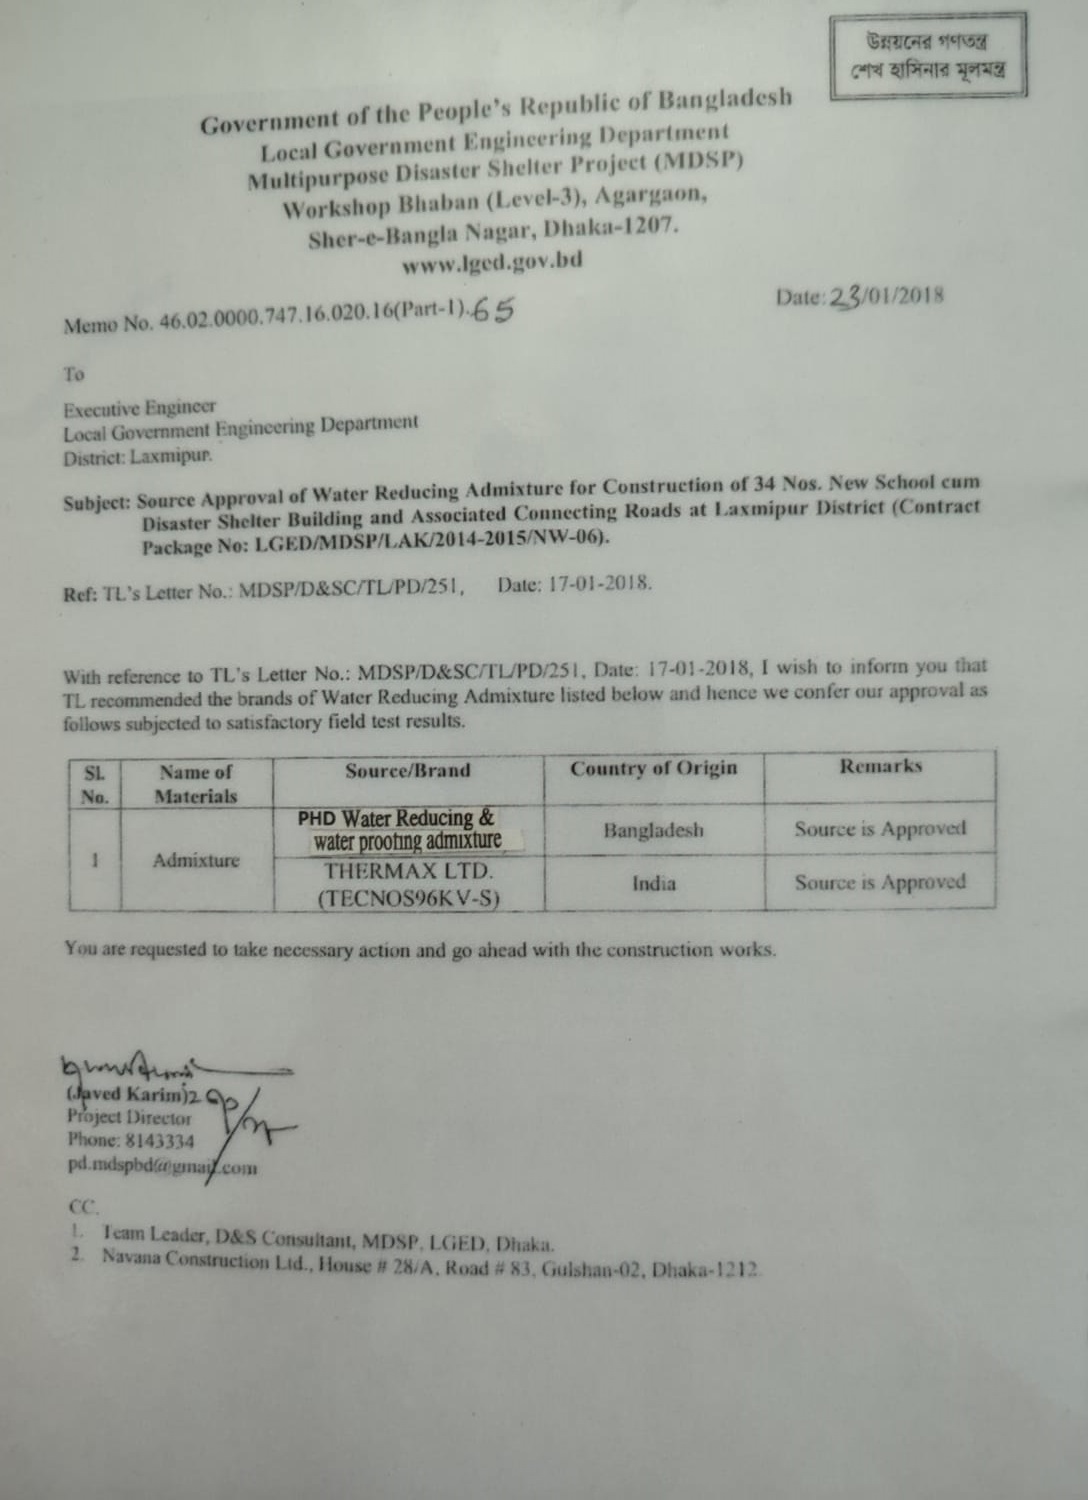 উন্নয়নের গণতন্ত্র
শেখ হাসিনার মূলমন্ত্র
Government of the People's Republic of Bangladesh
Local Government Engineering Department
Multipurpose Disaster Shelter Project (MDSP)
Workshop Bhaban (Level-3), Agargaon,
Sher-e-Bangla Nagar, Dhaka-1207.
www.lged.gov.bd
Memo No. 46.02.0000.747.16.020.16(Part-1).65
Date: 23/01/2018
To
Executive Engineer
Local Government Engineering Department
District: Laxmipur.
Subject: Source Approval of Water Reducing Admixture for Construction of 34 Nos. New School cum
Disaster Shelter Building and Associated Connecting Roads at Laxmipur District (Contract
Package No: LGED/MDSP/LAK/2014-2015/NW-06).
Ref: TL's Letter No.: MDSP/D&SC/TL/PD/251, Date: 17-01-2018.
With reference to TL's Letter No.: MDSP/D&SC/TL/PD/251, Date: 17-01-2018, I wish to inform you that
TL recommended the brands of Water Reducing Admixture listed below and hence we confer our approval as
follows subjected to satisfactory field test results.
SL No. Name of Materials Source/Brand Country of Origin Remarks
1 Admixture
PHD Water Reducing &
water proofing admixture
Bangladesh Source is Approved
THERMAX LTD.
(TECNOS96KV-S)
India Source is Approved
You are requested to take necessary action and go ahead with the construction works.
(Javed Karim)
Project Director
Phone: 8143334
pd.mdspbd@gmail.com
CC.
1. Team Leader, D&S Consultant, MDSP, LGED, Dhaka.
2. Navana Construction Ltd., House # 28/A, Road # 83, Gulshan-02, Dhaka-1212.